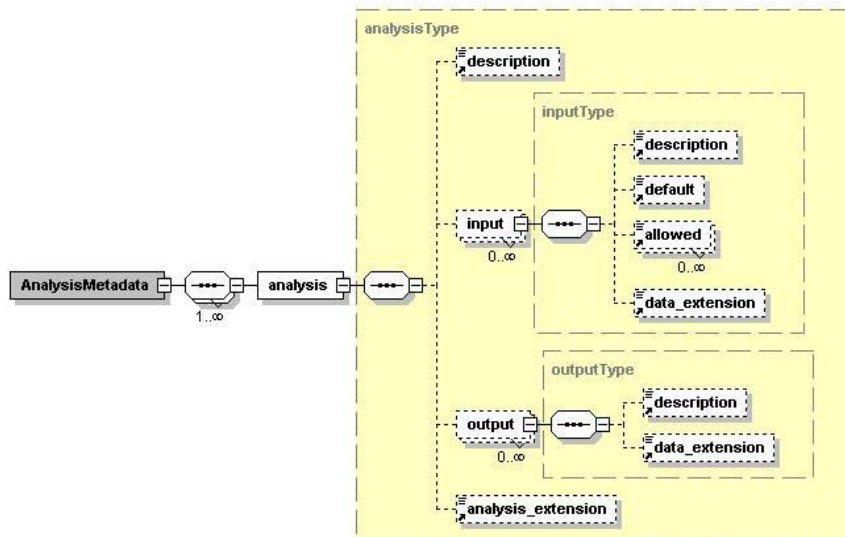 analysisType
description
inputType
description
default
input
0..∞
allowed
0..∞
data_extension
AnalysisMetadata
1..∞
analysis
outputType
description
output
0..∞
data_extension
analysis_extension